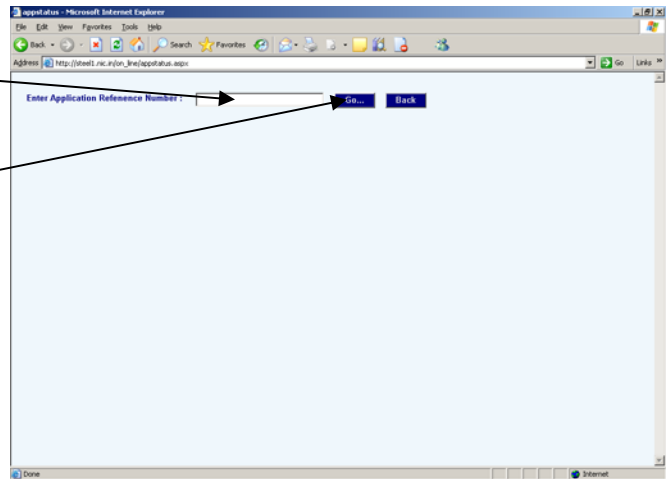 appstatus - Microsoft Internet Explorer
File Edit View Favorites Tools Help
Back Search Favorites
Address http://steel1.nic.in/on_line/appstatus.aspx Go Links »
Enter Application Refenence Number : Go... Back
Done Internet